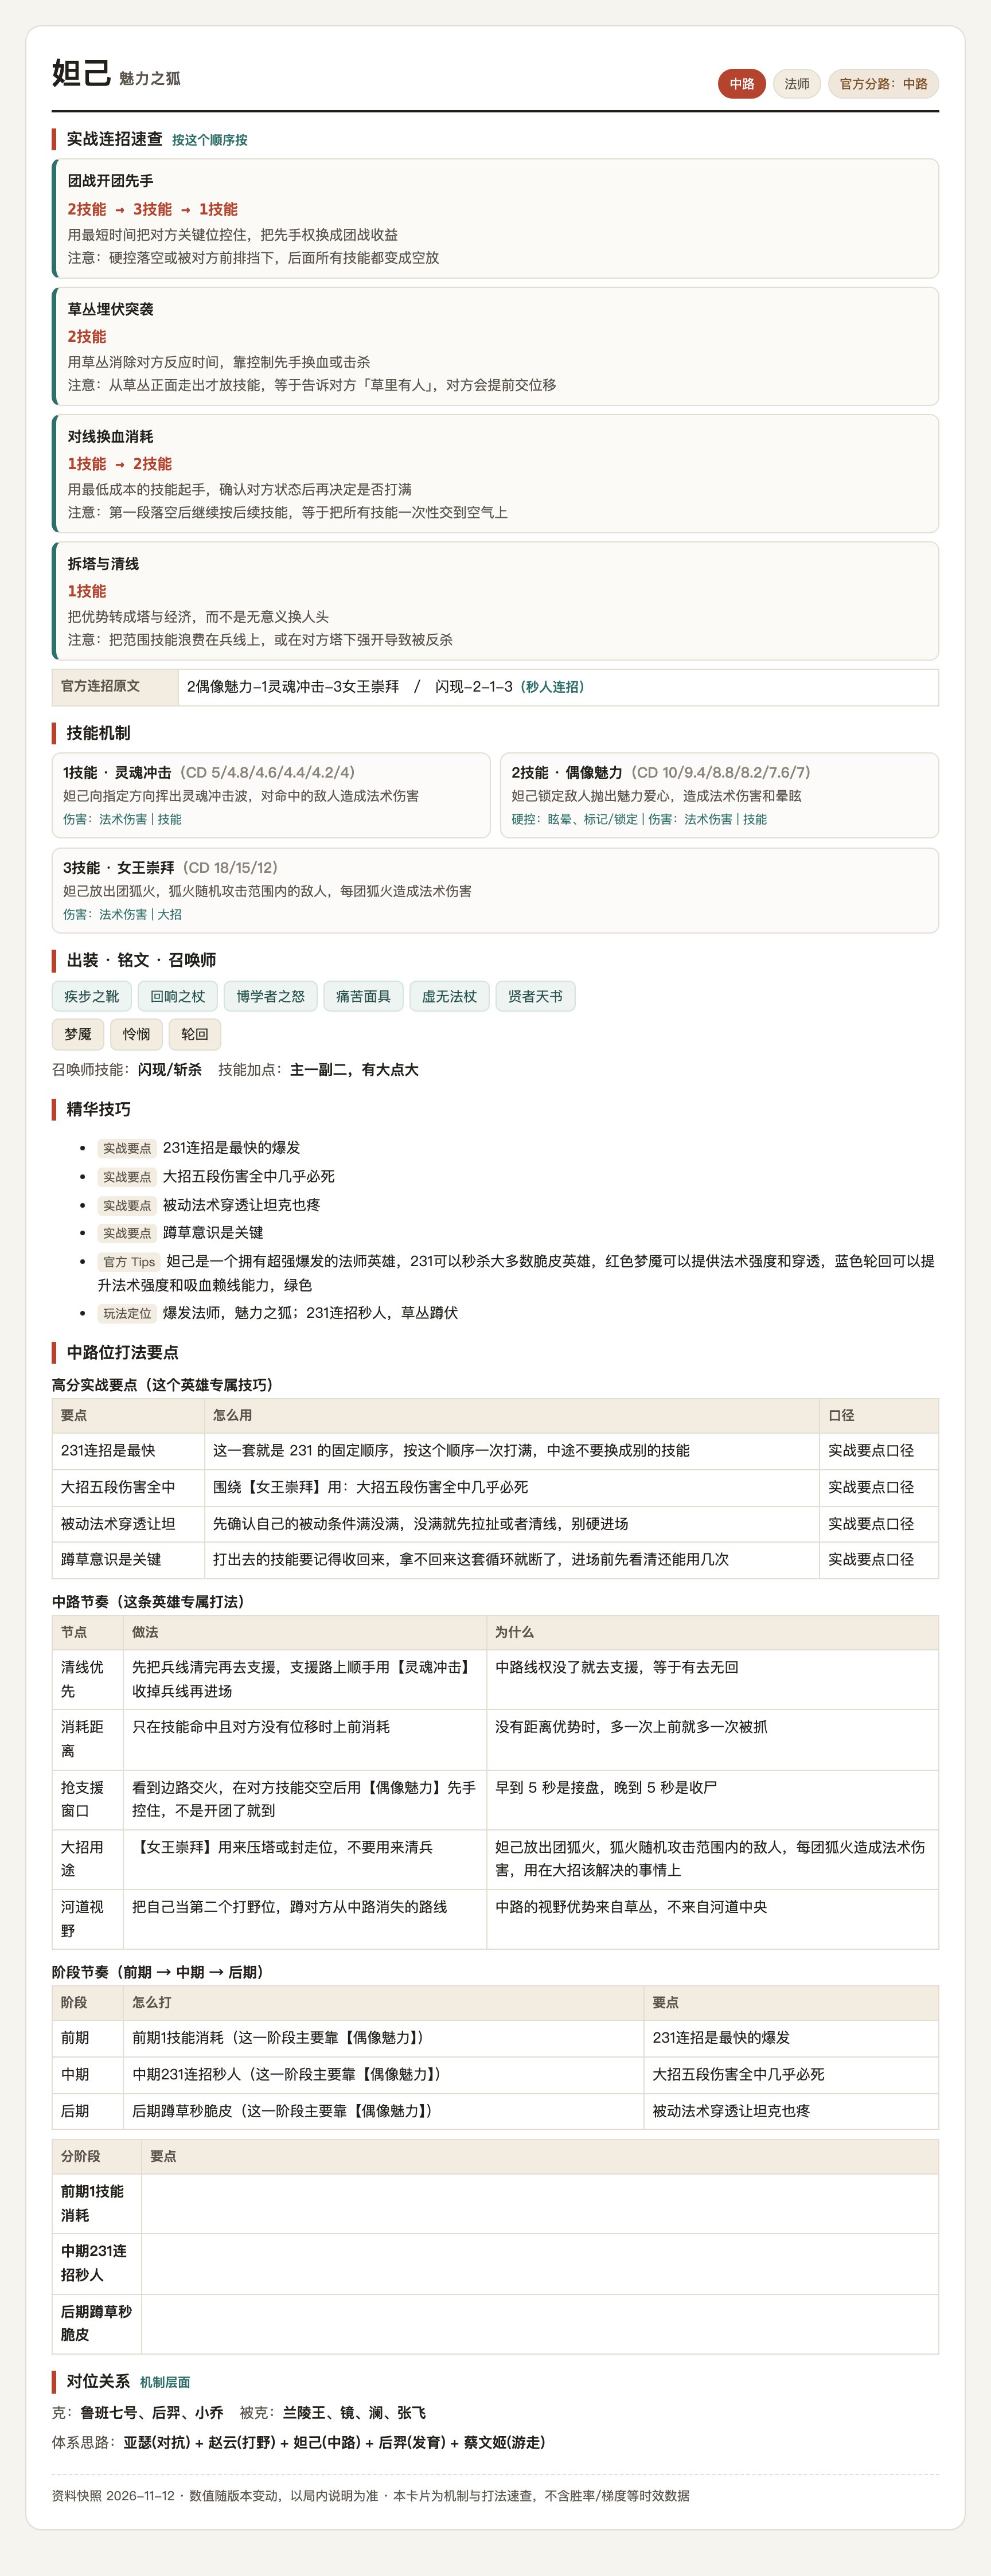 妲己 魅力之狐
中路 法师 官方分路：中路
实战连招速查 按这个顺序按
团战开团先手
2技能 → 3技能 → 1技能
用最短时间把对方关键位控住，把先手权换成团战收益
注意：硬控落空或被对方前排挡下，后面所有技能都变成空放
草丛埋伏突袭
2技能
用草丛消除对方反应时间，靠控制先手换血或击杀
注意：从草丛正面走出才放技能，等于告诉对方「草里有人」，对方会提前交位移
对线换血消耗
1技能 → 2技能
用最低成本的技能起手，确认对方状态后再决定是否打满
注意：第一段落空后继续按后续技能，等于把所有技能一次性交到空气上
拆塔与清线
1技能
把优势转成塔与经济，而不是无意义换人头
注意：把范围技能浪费在兵线上，或在对方塔下强开导致被反杀
官方连招原文 2偶像魅力–1灵魂冲击–3女王崇拜 / 闪现–2–1–3（秒人连招）
技能机制
1技能 · 灵魂冲击（CD 5/4.8/4.6/4.4/4.2/4）
妲己向指定方向挥出灵魂冲击波，对命中的敌人造成法术伤害
伤害：法术伤害 | 技能
2技能 · 偶像魅力（CD 10/9.4/8.8/8.2/7.6/7）
妲己锁定敌人抛出魅力爱心，造成法术伤害和晕眩
硬控：眩晕、标记/锁定 | 伤害：法术伤害 | 技能
3技能 · 女王崇拜（CD 18/15/12）
妲己放出团狐火，狐火随机攻击范围内的敌人，每团狐火造成法术伤害
伤害：法术伤害 | 大招
出装 · 铭文 · 召唤师
疾步之靴 回响之杖 博学者之怒 痛苦面具 虚无法杖 贤者天书
梦魇 怜悯 轮回
召唤师技能：闪现/斩杀 技能加点：主一副二，有大点大
精华技巧
实战要点 231连招是最快的爆发
实战要点 大招五段伤害全中几乎必死
实战要点 被动法术穿透让坦克也疼
实战要点 蹲草意识是关键
官方 Tips 妲己是一个拥有超强爆发的法师英雄，231可以秒杀大多数脆皮英雄，红色梦魇可以提供法术强度和穿透，蓝色轮回可以提
升法术强度和吸血赖线能力，绿色
玩法定位 爆发法师，魅力之狐；231连招秒人，草丛蹲伏
中路位打法要点
高分实战要点（这个英雄专属技巧）
要点 怎么用 口径
231连招是最快 这一套就是 231 的固定顺序，按这个顺序一次打满，中途不要换成别的技能 实战要点口径
大招五段伤害全中 围绕【女王崇拜】用：大招五段伤害全中几乎必死 实战要点口径
被动法术穿透让坦 先确认自己的被动条件满没满，没满就先拉扯或者清线，别硬进场 实战要点口径
蹲草意识是关键 打出去的技能要记得收回来，拿不回来这套循环就断了，进场前先看清还能用几次 实战要点口径
中路节奏（这条英雄专属打法）
节点 做法 为什么
清线优
先
先把兵线清完再去支援，支援路上顺手用【灵魂冲击】
收掉兵线再进场
中路线权没了就去支援，等于有去无回
消耗距
离
只在技能命中且对方没有位移时上前消耗
没有距离优势时，多一次上前就多一次被抓
抢支援
窗口
看到边路交火，在对方技能交空后用【偶像魅力】先手
控住，不是开团了就到
早到 5 秒是接盘，晚到 5 秒是收尸
大招用
途
【女王崇拜】用来压塔或封走位，不要用来清兵
妲己放出团狐火，狐火随机攻击范围内的敌人，每团狐火造成法术伤
害，用在大招该解决的事情上
河道视
野
把自己当第二个打野位，蹲对方从中路消失的路线
中路的视野优势来自草丛，不来自河道中央
阶段节奏（前期 → 中期 → 后期）
阶段 怎么打 要点
前期 前期1技能消耗（这一阶段主要靠【偶像魅力】） 231连招是最快的爆发
中期 中期231连招秒人（这一阶段主要靠【偶像魅力】） 大招五段伤害全中几乎必死
后期 后期蹲草秒脆皮（这一阶段主要靠【偶像魅力】） 被动法术穿透让坦克也疼
分阶段 要点
前期1技能
消耗
中期231连
招秒人
后期蹲草秒
脆皮
对位关系 机制层面
克：鲁班七号、后羿、小乔 被克：兰陵王、镜、澜、张飞
体系思路：亚瑟(对抗) + 赵云(打野) + 妲己(中路) + 后羿(发育) + 蔡文姬(游走)
资料快照 2026–11–12 · 数值随版本变动，以局内说明为准 · 本卡片为机制与打法速查，不含胜率/梯度等时效数据